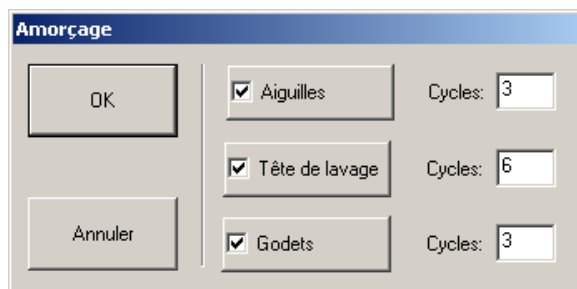 Amorçage
OK
Aiguilles
Cycles: 3
Tête de lavage
Cycles: 6
Annuler
Godets
Cycles: 3